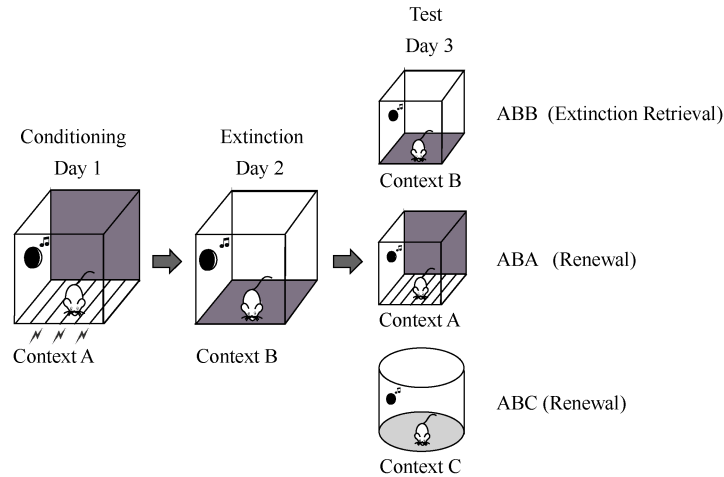 Test
Day 3
ABB (Extinction Retrieval)
Conditioning
Day 1
Extinction
Day 2
Context B
ABA (Renewal)
Context A
Context A
Context B
ABC (Renewal)
Context C